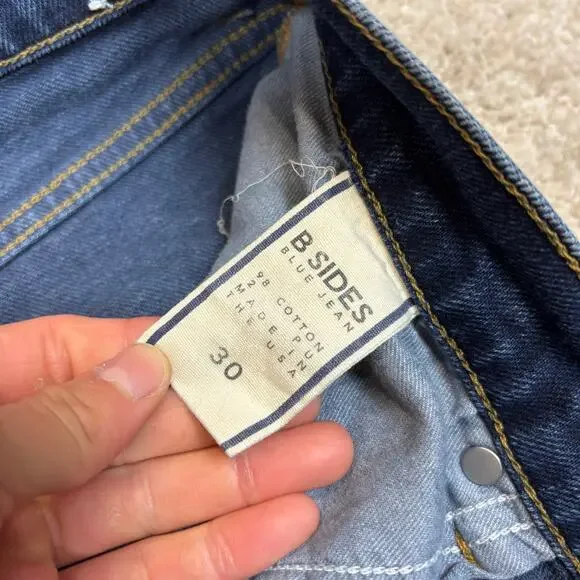 B SIDES
BLUE JEAN
98 COTTON
2 PU
MADE IN
THE USA
30